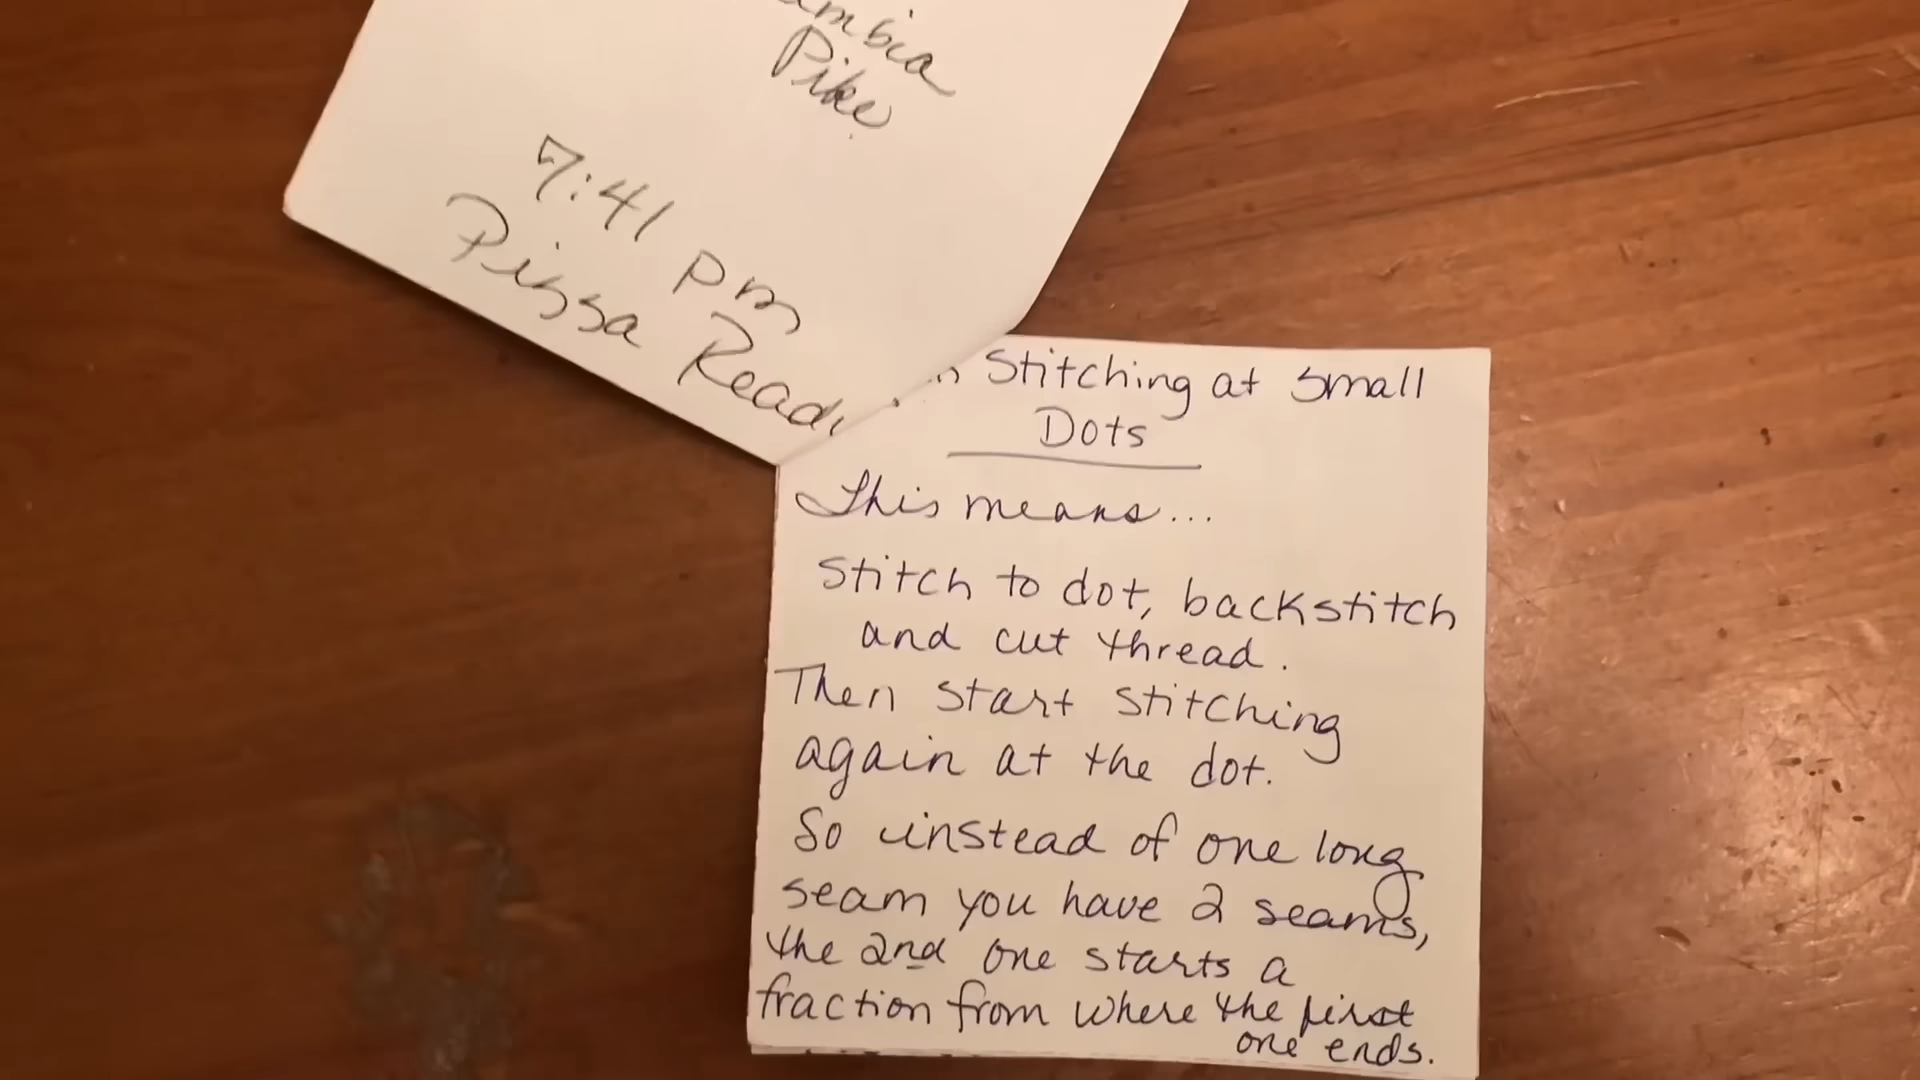 Pike
7:41 pm
Pizza
Stitching at Small
Dots
This means...
Stitch to dot, backstitch
and cut thread.
Then start stitching
again at the dot.
So instead of one long
seam you have 2 seams,
the 2nd one starts a
fraction from where the first
one ends.